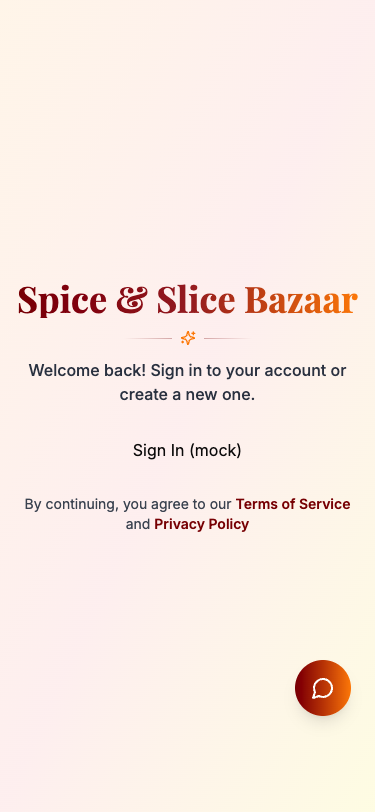 Spice & Slice Bazaar
Welcome back! Sign in to your account or
create a new one.
Sign In (mock)
By continuing, you agree to our Terms of Service
and Privacy Policy